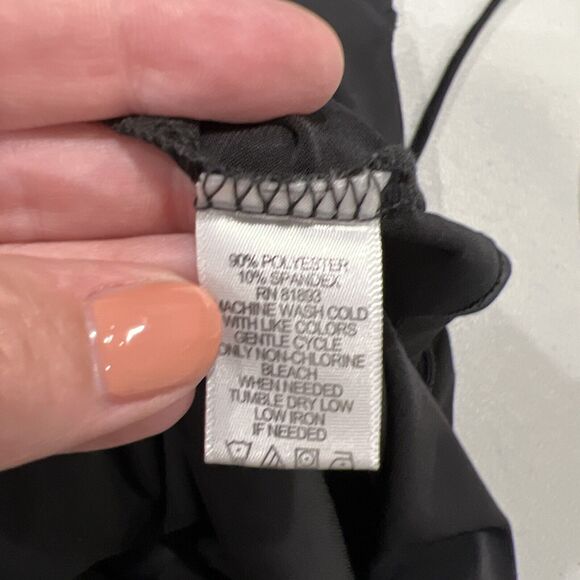 90% POLYESTER
10% SPANDEX
RN 81893
MACHINE WASH COLD
WITH LIKE COLORS
GENTLE CYCLE
ONLY NON-CHLORINE
BLEACH
WHEN NEEDED
TUMBLE DRY LOW
LOW IRON
IF NEEDED